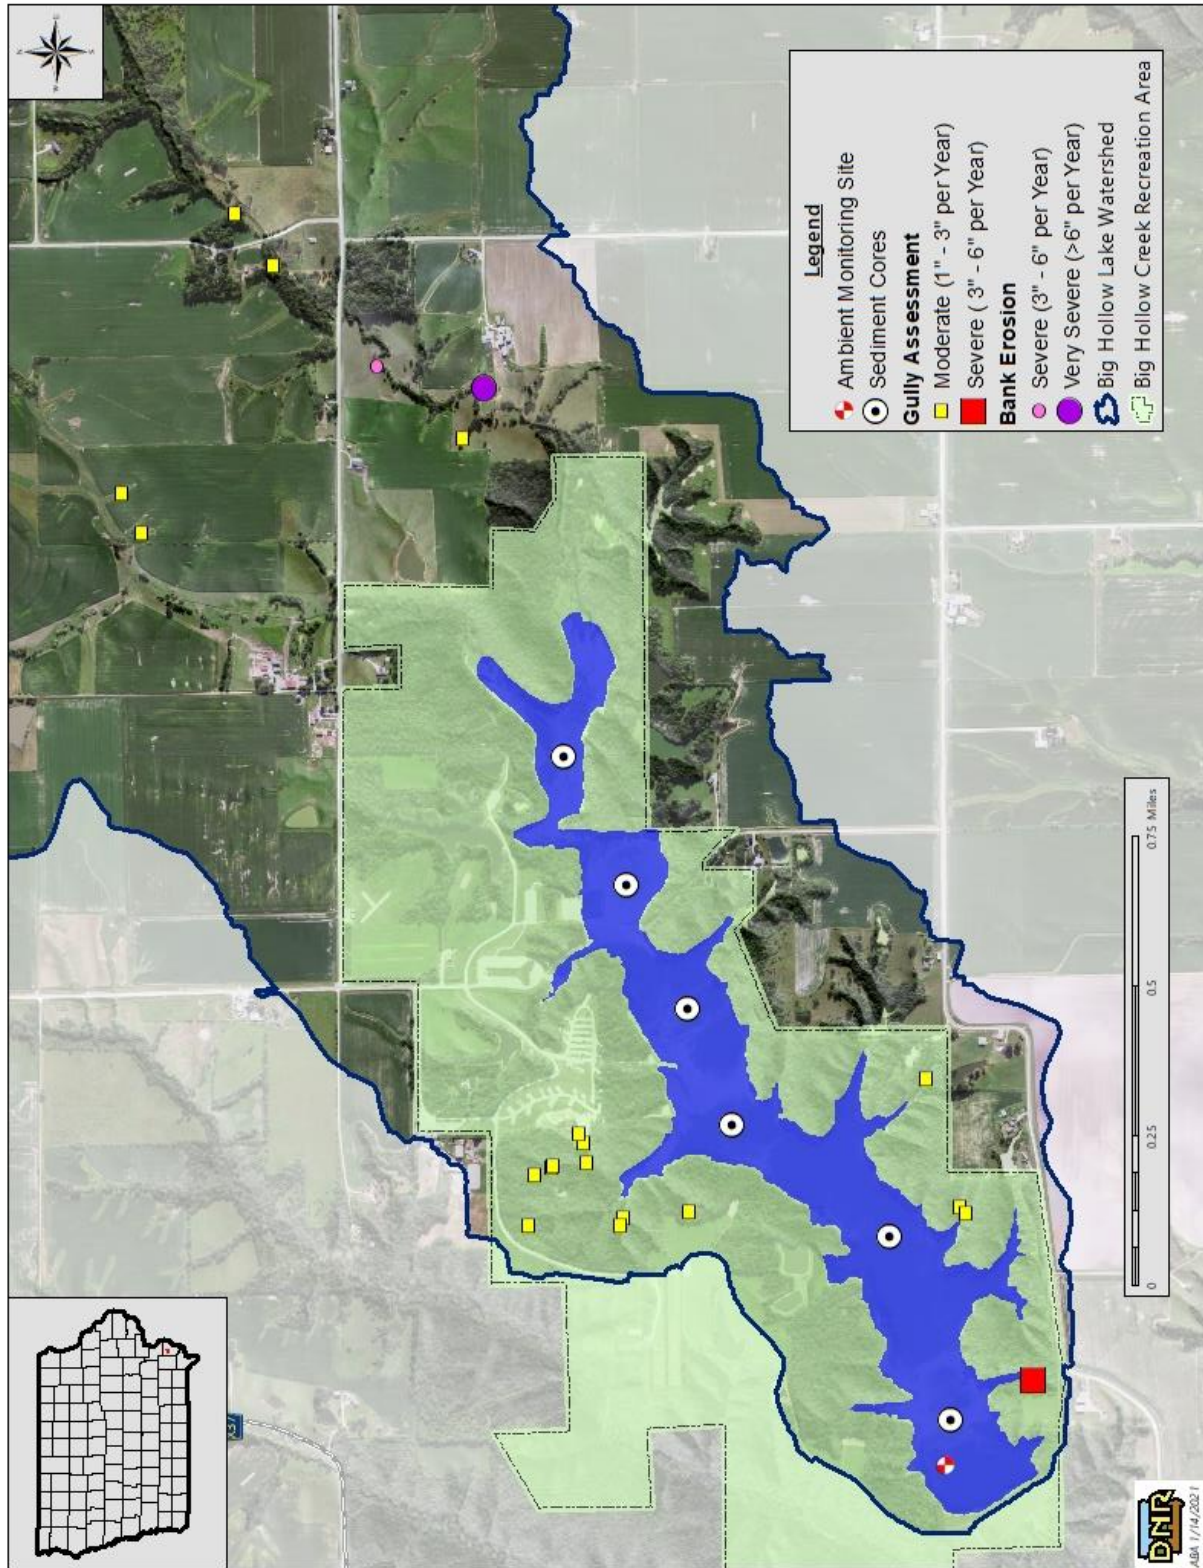 Legend
Ambient Monitoring Site
Sediment Cores
Gully Assessment
Moderate (1" - 3" per Year)
Severe ( 3" - 6" per Year)
Bank Erosion
Severe (3" - 6" per Year)
Very Severe (>6" per Year)
Big Hollow Lake Watershed
Big Hollow Creek Recreation Area
0 0.25 0.5 0.75 Miles
DNR